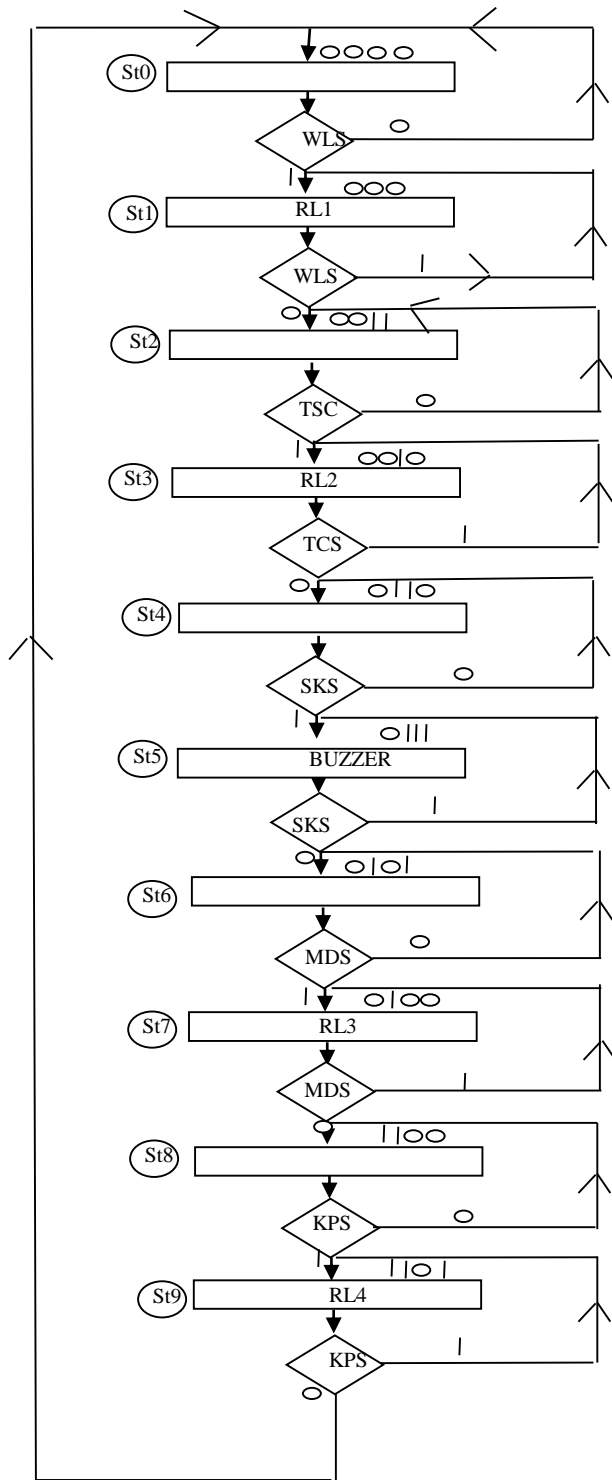 0000
St0
0
WLS
1 000
St1 RL1
1
WLS
0 0011
St2
0
TSC
1 0010
St3 RL2
1
TCS
0 0110
St4
0
SKS
1 0111
St5 BUZZER
1
SKS
0 0101
St6
0
MDS
1 0100
St7 RL3
1
MDS
0 1100
St8
0
KPS
1 1101
St9 RL4
1
KPS
0